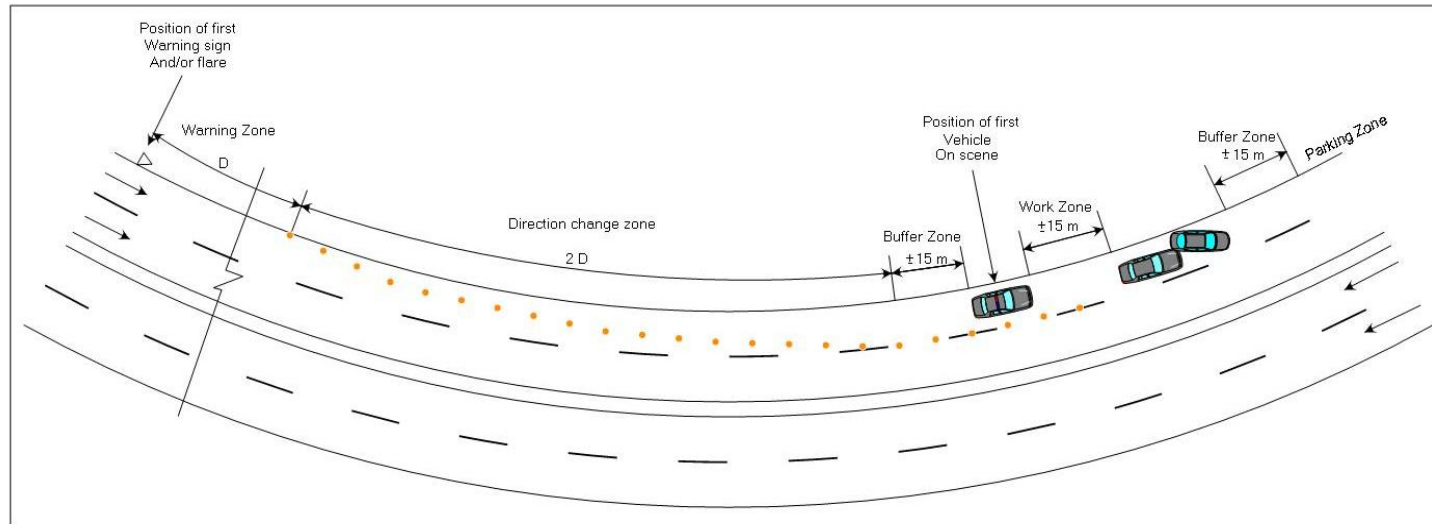 Position of first
Warning sign
And/or flare
Warning Zone
D
Direction change zone
2 D
Buffer Zone
±15 m
Position of first
Vehicle
On scene
Work Zone
±15 m
Buffer Zone
± 15 m
Parking Zone